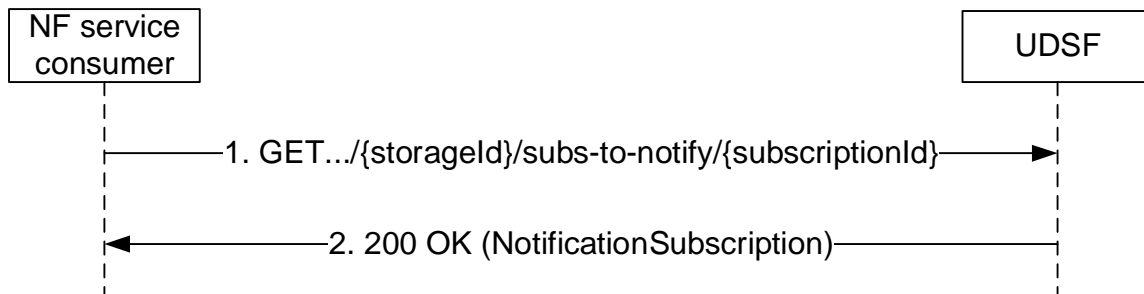 NF service
consumer
UDSF
1. GET.../{storageId}/subs-to-notify/{subscriptionId}
2. 200 OK (NotificationSubscription)